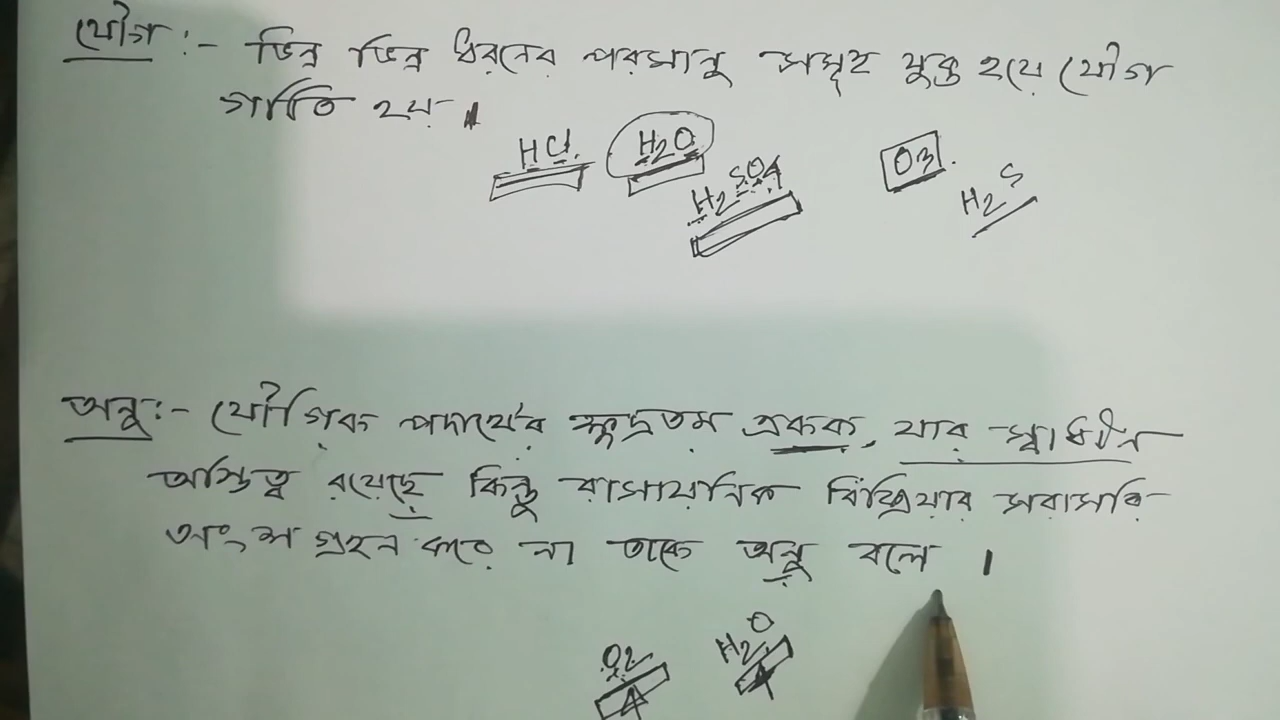 যৌগ :- ভিন্ন ভিন্ন ধরনের পরমানু সমূহ যুক্ত হয়ে যৌগ
গঠিত হয় ।
HCl. H2O H2SO4 O3. H2S
অনু :- যৌগিক পদার্থের ক্ষুদ্রতম একক, যার স্বাধীন
অস্তিত্ব রয়েছে কিন্তু রাসায়নিক বিক্রিয়ার সরাসরি
অংশ গ্রহন করে না তাকে অনু বলে ।
O2 H2O